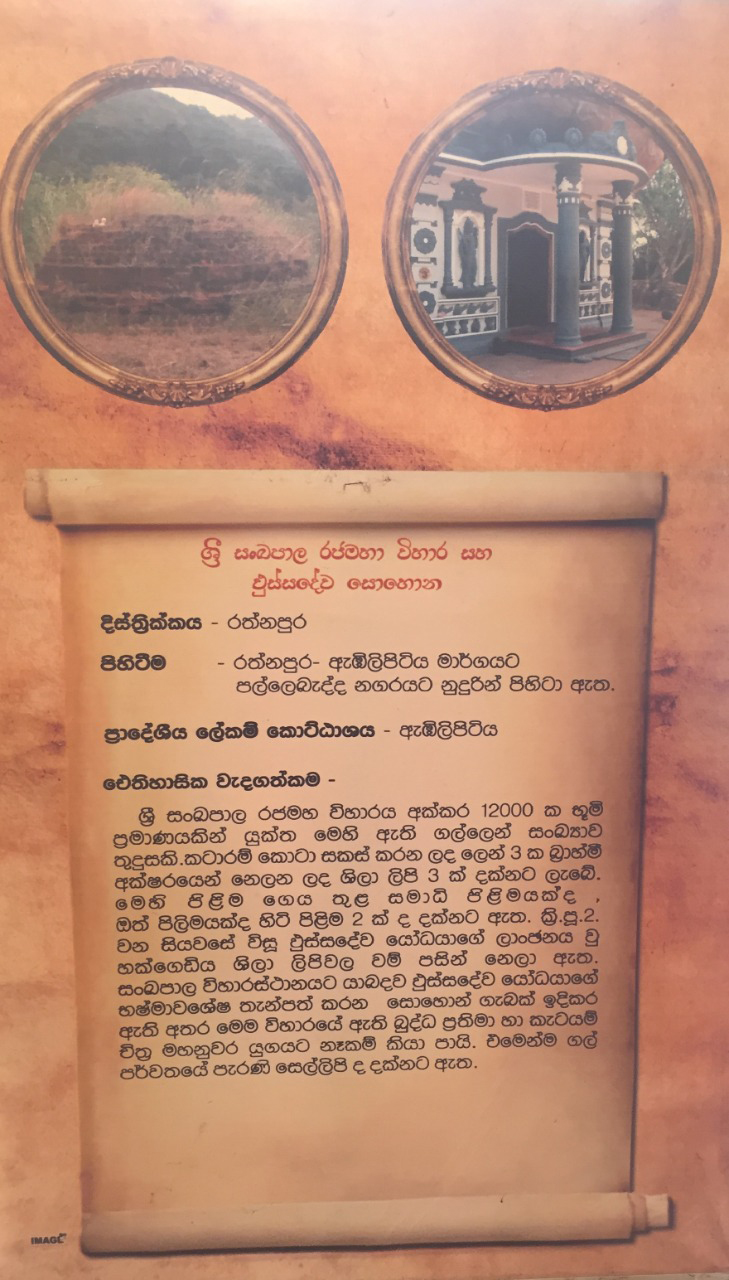 ශ්‍රී සංඛපාල රජමහා විහාර සහ
ඵුස්සදේව සොහොන
දිස්ත්‍රික්කය - රත්නපුර
පිහිටීම - රත්නපුර- ඇඹිලිපිටිය මාර්ගයට
පල්ලෙබැද්ද නගරයට නුදුරින් පිහිටා ඇත.
ප්‍රාදේශීය ලේකම් කොට්ඨාශය - ඇඹිලිපිටිය
ඓතිහාසික වැදගත්කම -
ශ්‍රී සංඛපාල රජමහ විහාරය අක්කර 12000 ක භූමි
ප්‍රමාණයකින් යුක්ත මෙහි ඇති ගල්ලෙන් සංඛ්‍යාව
තුදුසකි.කටාරම් කොටා සකස් කරන ලද ලෙන් 3 ක බ්‍රාහ්මී
අක්ෂරයෙන් නෙලන ලද ශිලා ලිපි 3 ක් දක්නට ලැබේ.
මෙහි පිළිම ගෙය තුළ සමාඩි පිළිමයක්ද ,
ඔත් පිලිමයක්ද හිටි පිළිම 2 ක් ද දක්නට ඇත. ක්‍රි.පූ.2.
වන සියවසේ විසූ ඵුස්සදේව යෝධයාගේ ලාංඡනය වූ
හක්ගෙඩිය ශිලා ලිපිවල වම් පසින් නෙලා ඇත.
සංඛපාල විහාරස්ථානයට යාබදව ඵුස්සදේව යෝධයාගේ
භෂ්මාවශේෂ තැන්පත් කරන සොහොන් ගැබක් ඉදිකර
ඇති අතර මෙම විහාරයේ ඇති බුද්ධ ප්‍රතිමා හා කැටයම්
චිත්‍ර මහනුවර යුගයට නෑකම් කියා පායි. එමෙන්ම ගල්
පර්වතයේ පැරණි සෙල්ලිපි ද දක්නට ඇත.
IMAGE